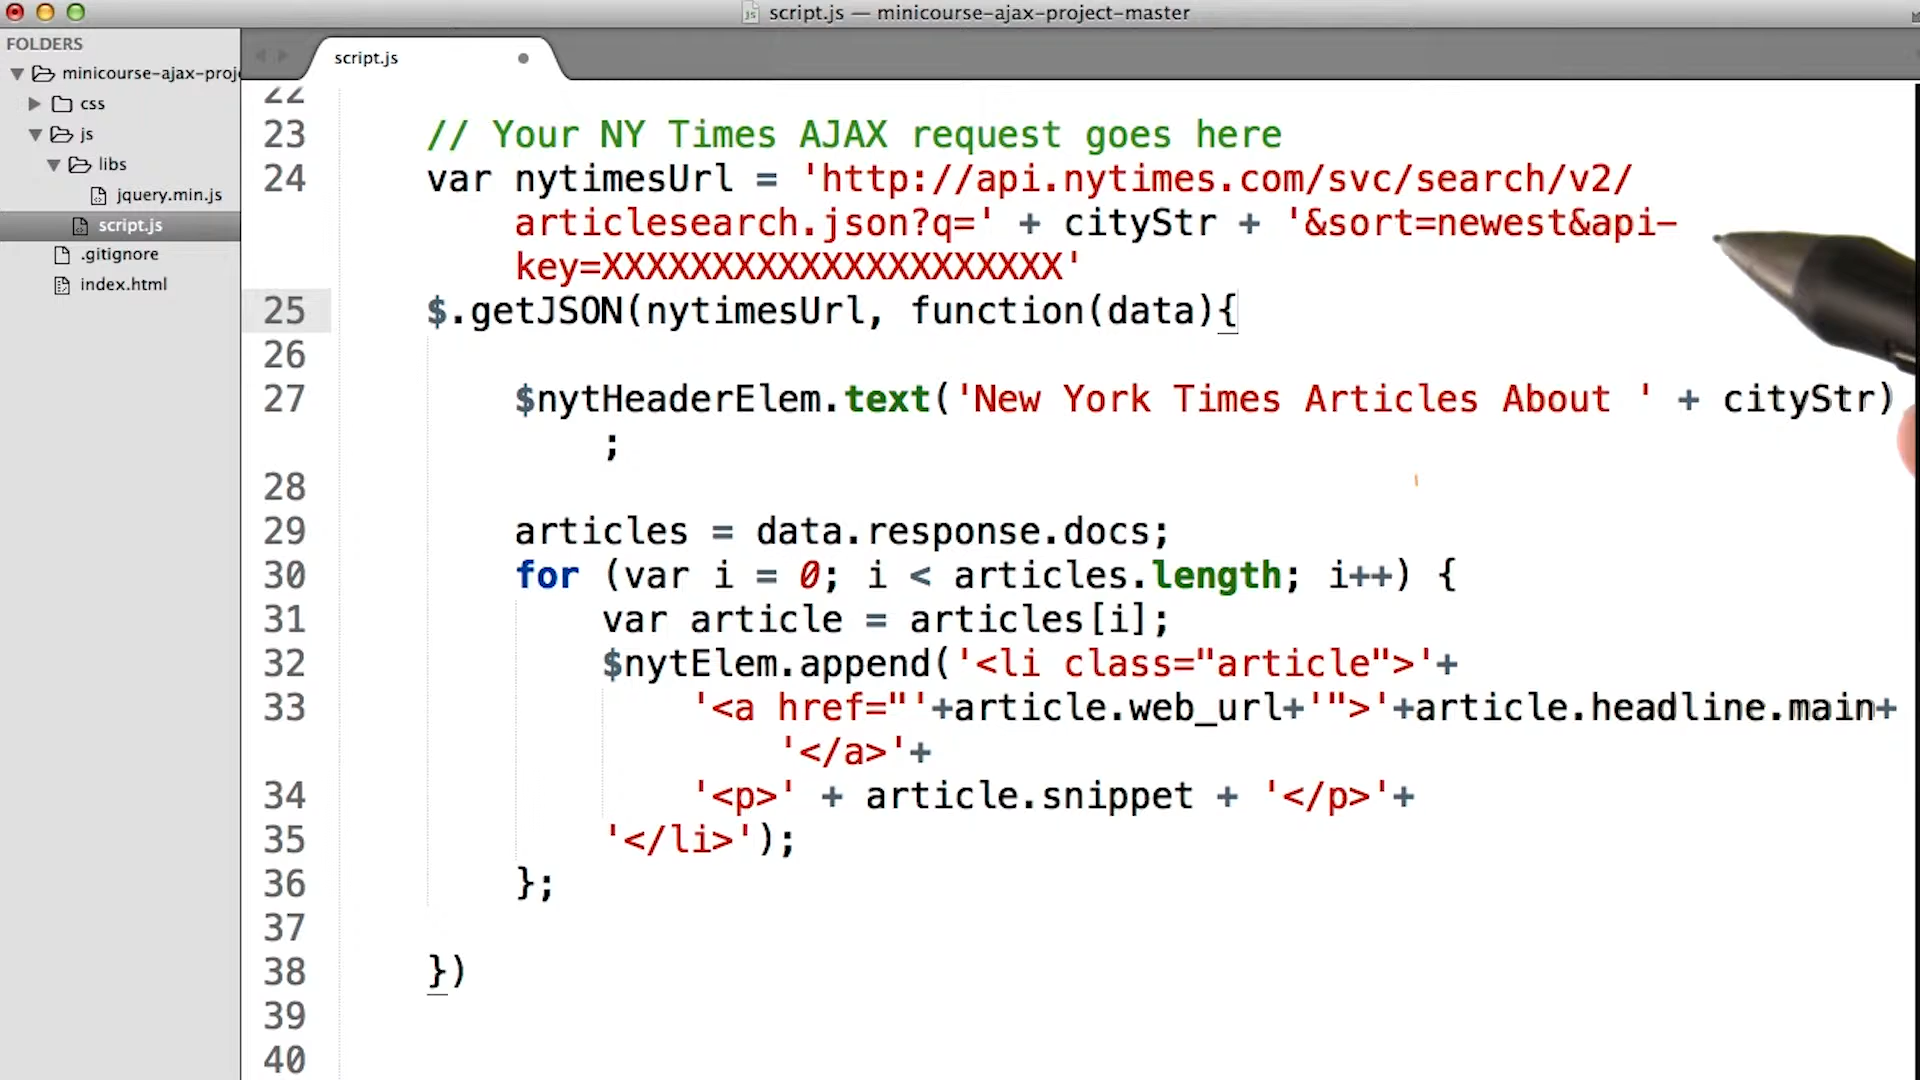 script.js — minicourse-ajax-project-master
FOLDERS
minicourse-ajax-proj
css
js
libs
jquery.min.js
script.js
.gitignore
index.html
script.js
22
23 // Your NY Times AJAX request goes here
24 var nytimesUrl = 'http://api.nytimes.com/svc/search/v2/
articlesearch.json?q=' + cityStr + '&sort=newest&api-
key=XXXXXXXXXXXXXXXXXXXXX'
25 $.getJSON(nytimesUrl, function(data){
26
27 $nytHeaderElem.text('New York Times Articles About ' + cityStr)
;
28
29 articles = data.response.docs;
30 for (var i = 0; i < articles.length; i++) {
31 var article = articles[i];
32 $nytElem.append('<li class="article">'+
33 '<a href="'+article.web_url+'">'+article.headline.main+
'</a>'+
34 '<p>' + article.snippet + '</p>'+
35 '</li>');
36 };
37
38 })
39
40